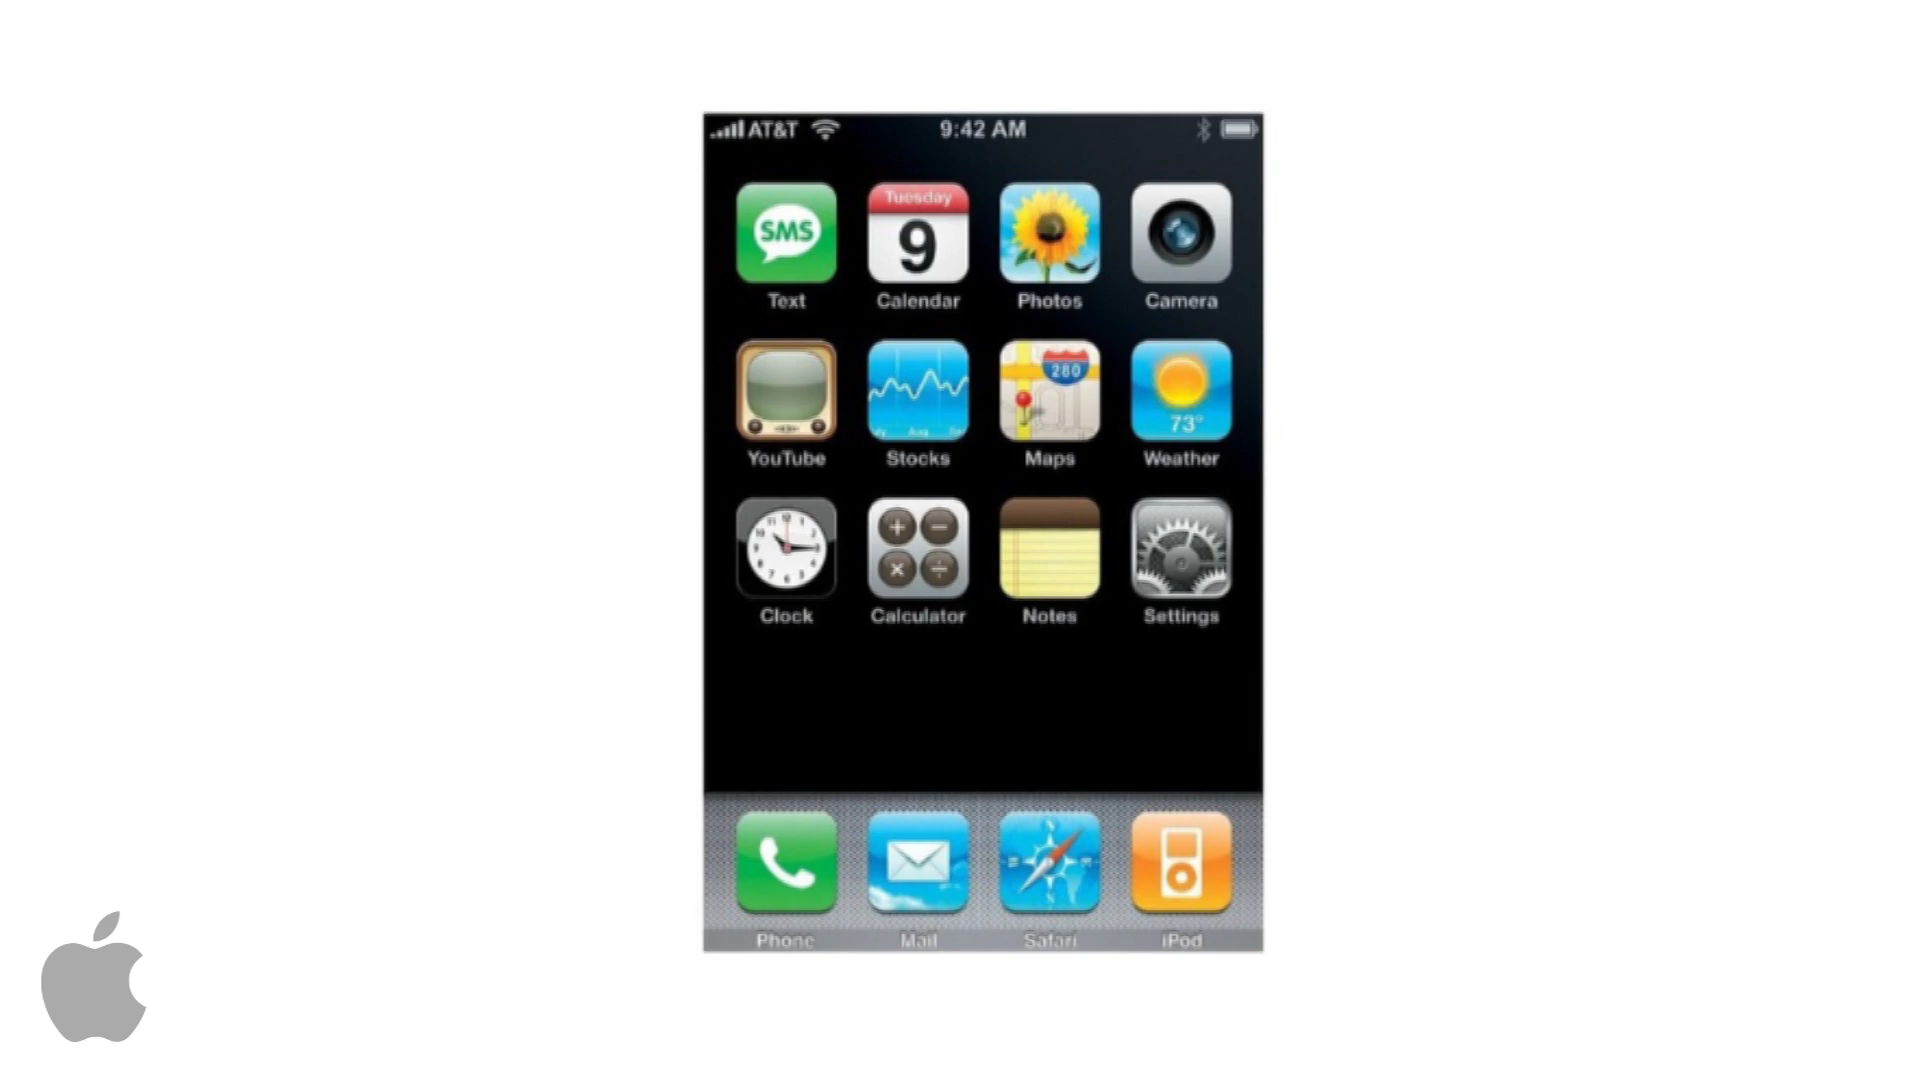 AT&T 9:42 AM
SMS
Tuesday
9
Text Calendar Photos Camera
280
73°
YouTube Stocks Maps Weather
Clock Calculator Notes Settings
Phone Mail Safari iPod